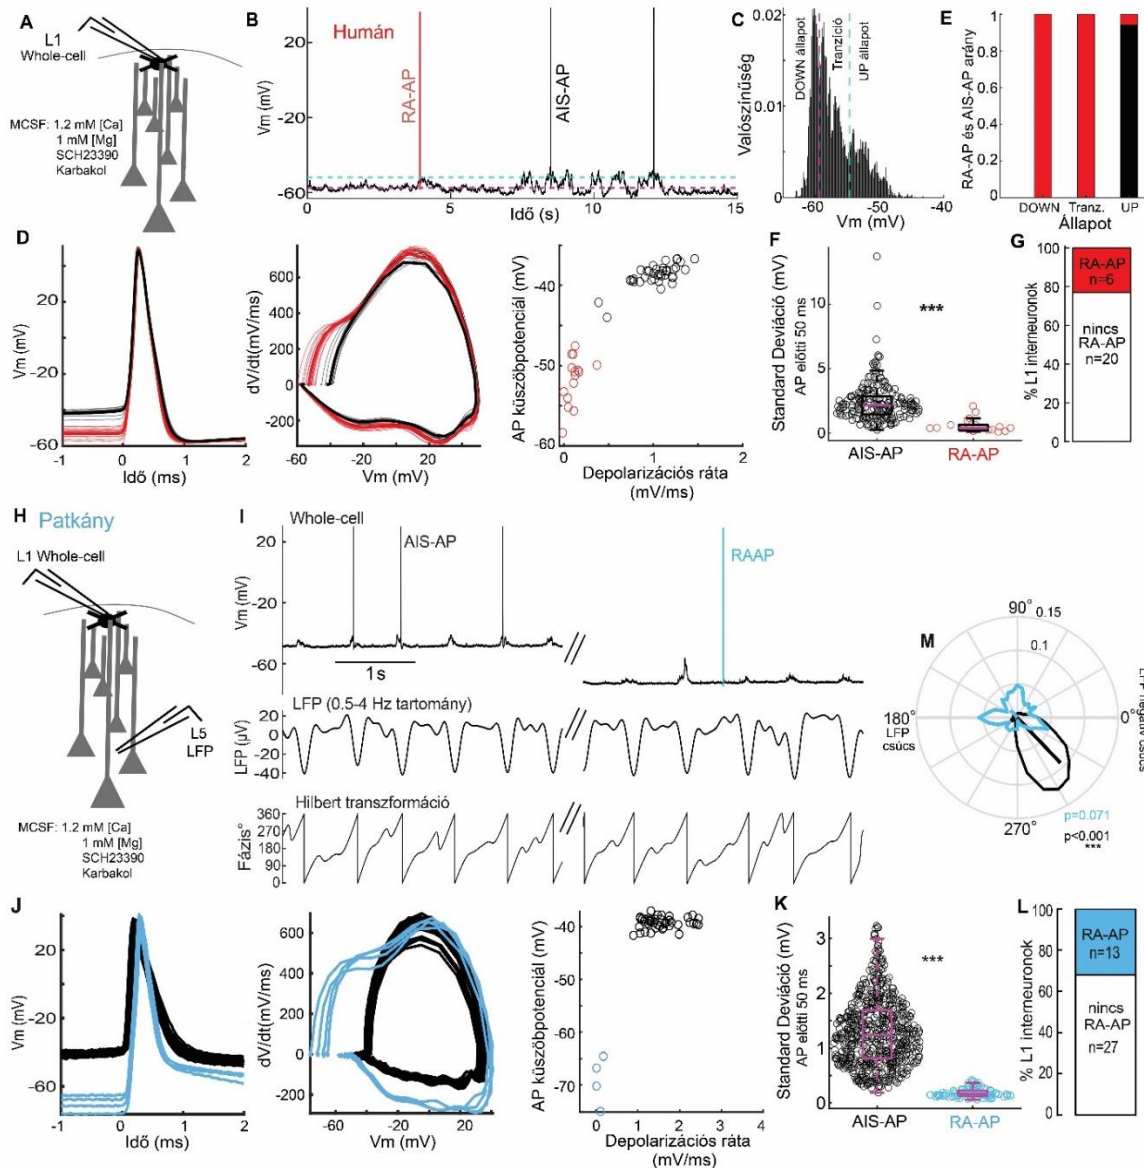 A
L1
Whole-cell
MCSF: 1.2 mM [Ca]
1 mM [Mg]
SCH23390
Karbakol
B
Humán
RA-AP
AIS-AP
Vm (mV)
40
20
-20
-60
0
5
10
15
Idő (s)
C
DOWN állapot
Tranzíció
UP állapot
Valószínűség
0.02
0.01
0
-60
-50
-40
Vm (mV)
E
RA-AP és AIS-AP arány
1
0.8
0.6
0.4
0.2
0
DOWN
Tranz.
UP
Állapot
D
Vm (mV)
20
-20
-60
-1
0
1
2
Idő (ms)
dV/dt(mV/ms)
600
400
200
0
-200
-60
-20
20
60
Vm (mV)
AP küszöbpotenciál (mV)
-40
-50
-60
0
1
2
Depolarizációs ráta
(mV/ms)
F
Standard Deviáció (mV)
AP előtti 50 ms
10
5
0
***
AIS-AP
RA-AP
G
% L1 interneuronok
100
80
60
40
20
0
RA-AP
n=6
nincs
RA-AP
n=20
H
Patkány
L1 Whole-cell
L5
LFP
MCSF: 1.2 mM [Ca]
1 mM [Mg]
SCH23390
Karbakol
I
Whole-cell
AIS-AP
RAAP
Vm (mV)
20
-20
-60
1s
LFP (0.5-4 Hz tartomány)
LFP (µV)
20
0
-20
-40
Hilbert transzformáció
Fázis°
360
270
180
90
0
M
90°
0.15
0.1
180°
LFP
csúcs
0°
LFP negatív csúcs
270°
p=0.071
p<0.001
***
J
Vm (mV)
20
-20
-60
-1
0
1
2
Idő (ms)
dV/dt(mV/ms)
600
400
200
0
-200
-60
-20
20
Vm (mV)
AP küszöbpotenciál (mV)
-40
-50
-60
-70
0
1
2
3
4
Depolarizációs ráta
(mV/ms)
K
Standard Deviáció (mV)
AP előtti 50 ms
3
2
1
0
***
AIS-AP
RA-AP
L
% L1 interneuronok
100
80
60
40
20
0
RA-AP
n=13
nincs
RA-AP
n=27